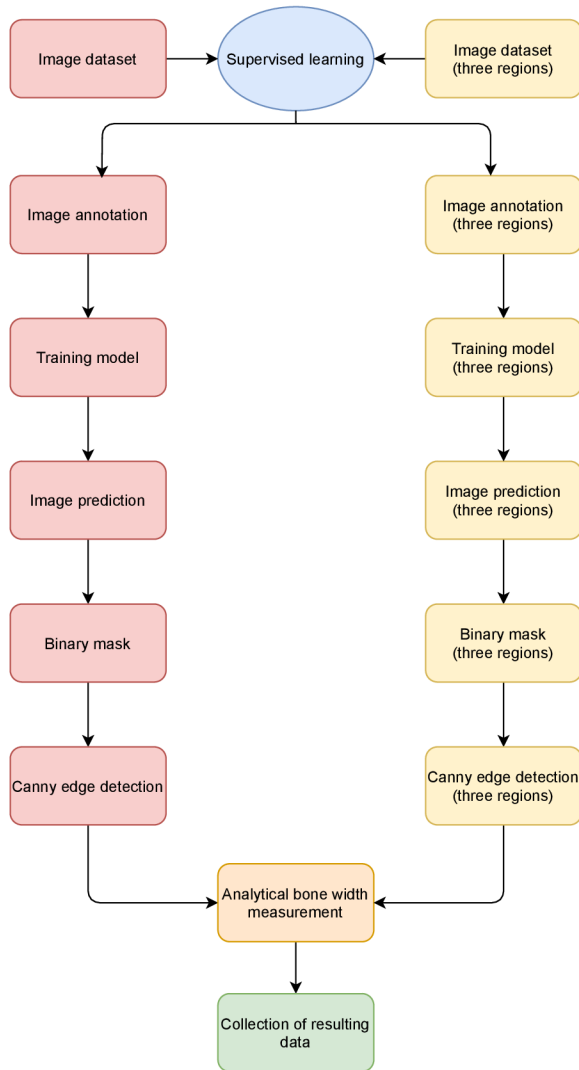 Image dataset
Supervised learning
Image dataset
(three regions)
Image annotation
Image annotation
(three regions)
Training model
Training model
(three regions)
Image prediction
Image prediction
(three regions)
Binary mask
Binary mask
(three regions)
Canny edge detection
Canny edge detection
(three regions)
Analytical bone width
measurement
Collection of resulting
data